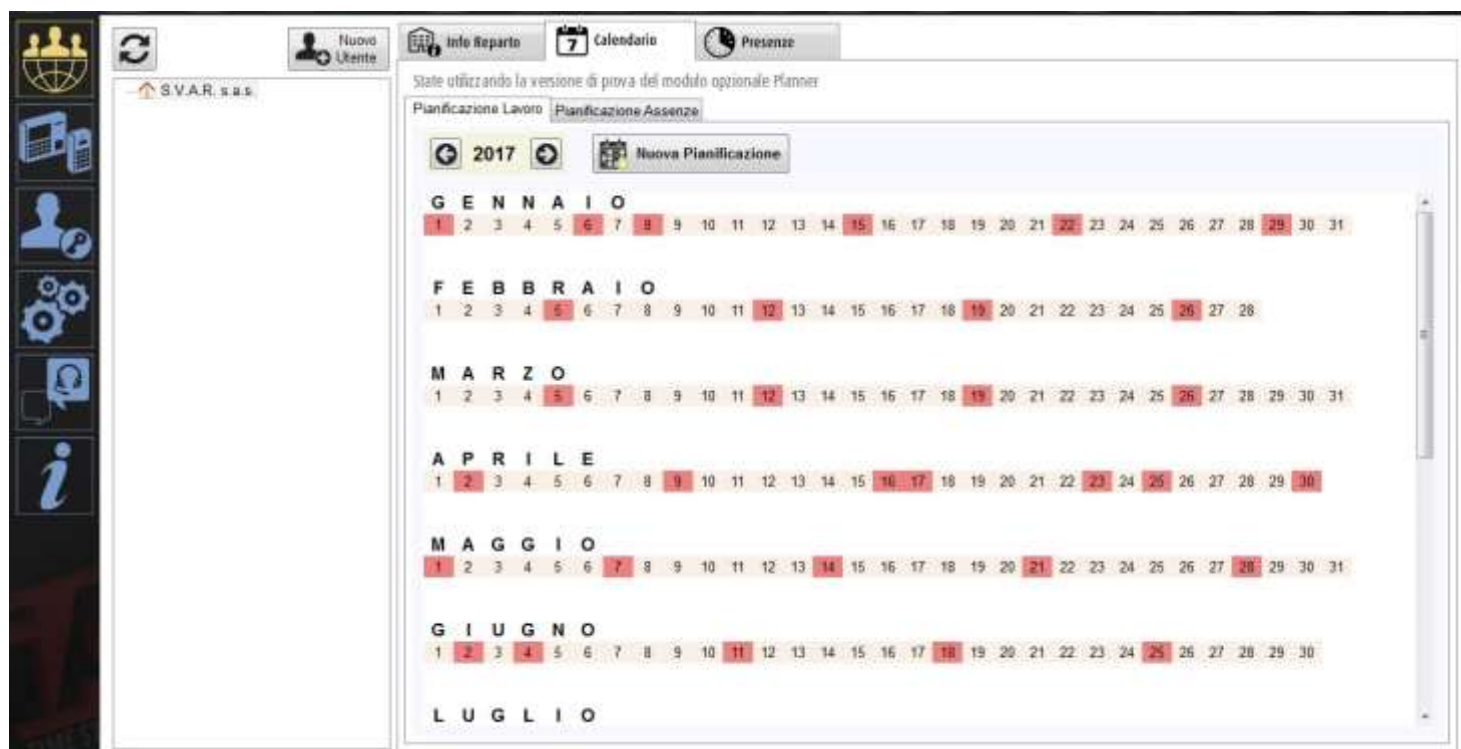 Nuovo
Utente
S.V.A.R. s.a.s.
Info Reparto
7
Calendario
Presenze
State utilizzando la versione di prova del modulo opzionale Planner
Pianificazione Lavoro
Pianificazione Assenze
2017
Nuova Pianificazione
GENNAIO
1 2 3 4 5 6 7 8 9 10 11 12 13 14 15 16 17 18 19 20 21 22 23 24 25 26 27 28 29 30 31
FEBBRAIO
1 2 3 4 5 6 7 8 9 10 11 12 13 14 15 16 17 18 19 20 21 22 23 24 25 26 27 28
MARZO
1 2 3 4 5 6 7 8 9 10 11 12 13 14 15 16 17 18 19 20 21 22 23 24 25 26 27 28 29 30 31
APRILE
1 2 3 4 5 6 7 8 9 10 11 12 13 14 15 16 17 18 19 20 21 22 23 24 25 26 27 28 29 30
MAGGIO
1 2 3 4 5 6 7 8 9 10 11 12 13 14 15 16 17 18 19 20 21 22 23 24 25 26 27 28 29 30 31
GIUGNO
1 2 3 4 5 6 7 8 9 10 11 12 13 14 15 16 17 18 19 20 21 22 23 24 25 26 27 28 29 30
LUGLIO